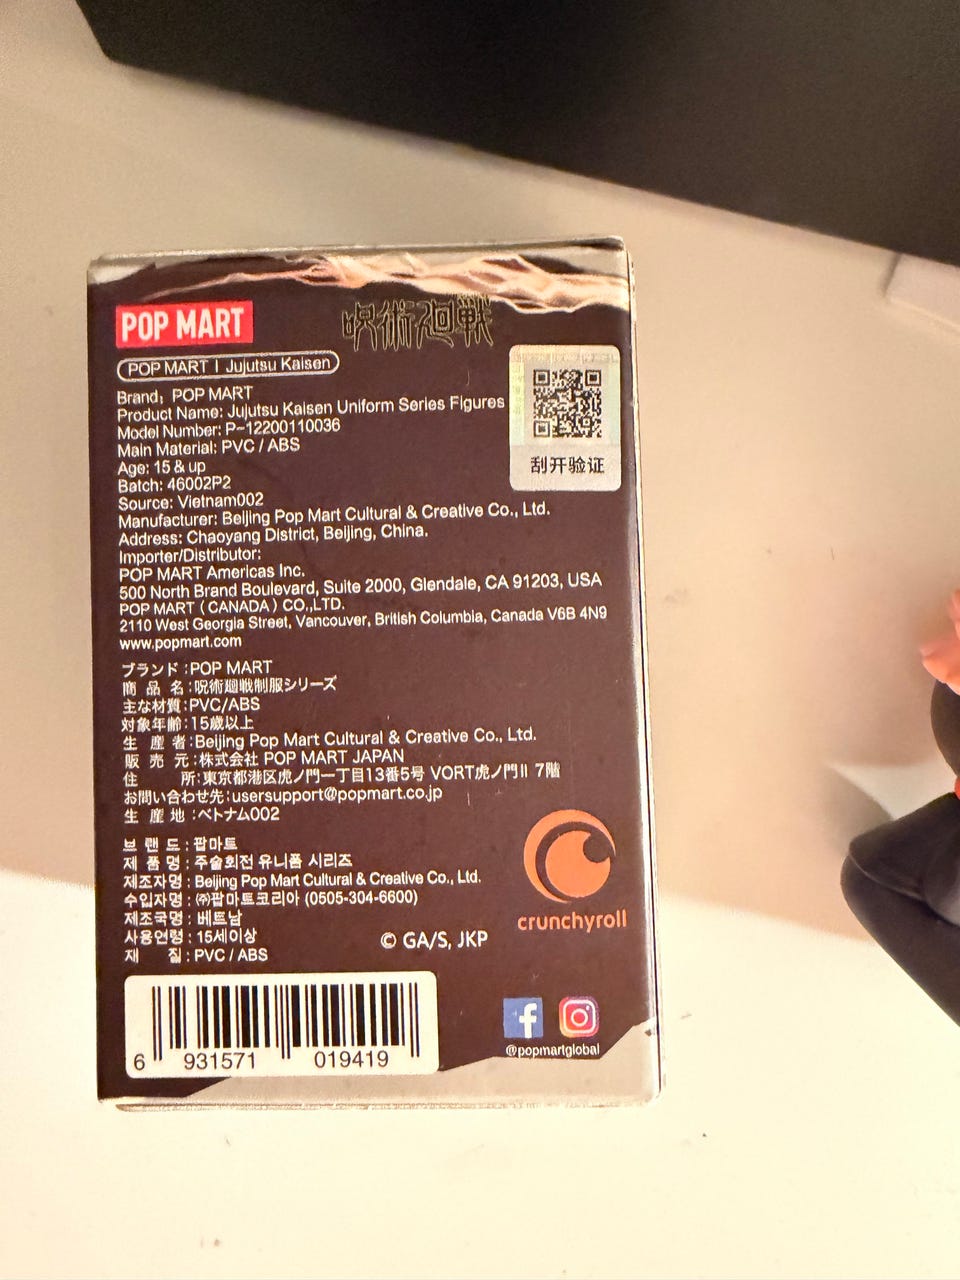 POP MART
呪術廻戦
POP MART | Jujutsu Kaisen
Brand: POP MART
Product Name: Jujutsu Kaisen Uniform Series Figures
Model Number: P-12200110036
Main Material: PVC / ABS
Age: 15 & up
Batch: 46002P2
Source: Vietnam002
Manufacturer: Beijing Pop Mart Cultural & Creative Co., Ltd.
Address: Chaoyang District, Beijing, China.
Importer/Distributor:
POP MART Americas Inc.
500 North Brand Boulevard, Suite 2000, Glendale, CA 91203, USA
POP MART ( CANADA ) CO.,LTD.
2110 West Georgia Street, Vancouver, British Columbia, Canada V6B 4N9
www.popmart.com
刮开验证
ブランド:POP MART
商 品 名:呪術廻戦制服シリーズ
主な材質:PVC/ABS
対象年齢:15歳以上
生 産 者:Beijing Pop Mart Cultural & Creative Co., Ltd.
販 売 元:株式会社 POP MART JAPAN
住 所:東京都港区虎ノ門一丁目13番5号 VORT虎ノ門II 7階
お問い合わせ先:usersupport@popmart.co.jp
生 産 地:ベトナム002
브 랜 드 : 팝마트
제 품 명 : 주술회전 유니폼 시리즈
제조자명 : Beijing Pop Mart Cultural & Creative Co., Ltd.
수입자명 : ㈜팝마트코리아 (0505-304-6600)
제조국명 : 베트남
사용연령 : 15세이상
재 질 : PVC / ABS
© GA/S, JKP
crunchyroll
6 931571 019419
@popmartglobal